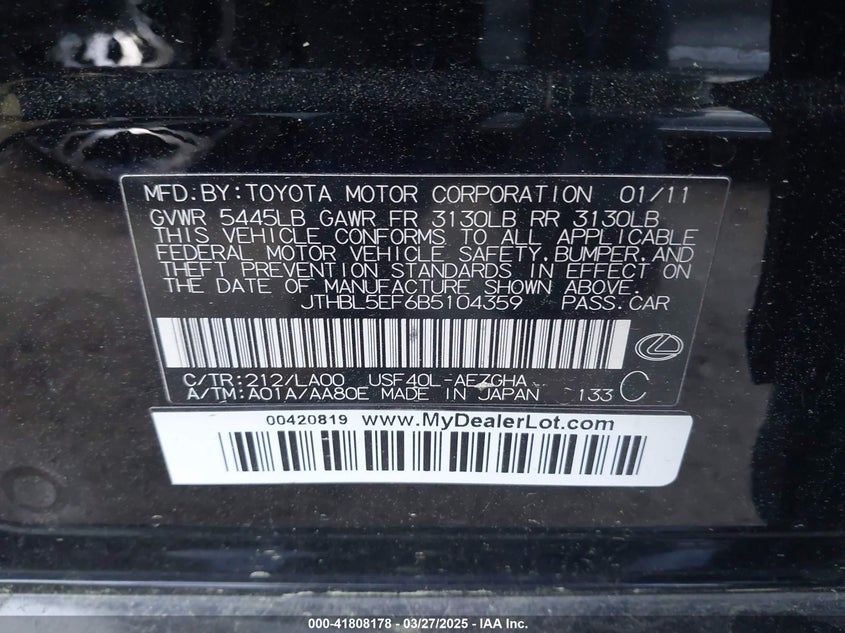 MFD.BY:TOYOTA MOTOR CORPORATION 01/11
GVWR 5445LB GAWR FR 3130LB RR 3130LB
THIS VEHICLE CONFORMS TO ALL APPLICABLE
FEDERAL MOTOR VEHICLE SAFETY,BUMPER,AND
THEFT PREVENTION STANDARDS IN EFFECT ON
THE DATE OF MANUFACTURE SHOWN ABOVE.
JTHBL5EF6B5104359 PASS.CAR
C/TR:212/LA00 USF40L-AEZGHA
A/TM:A01A/AA80E MADE IN JAPAN 133 C
00420819 www.MyDealerLot.com
000-41808178 - 03/27/2025 - IAA Inc.